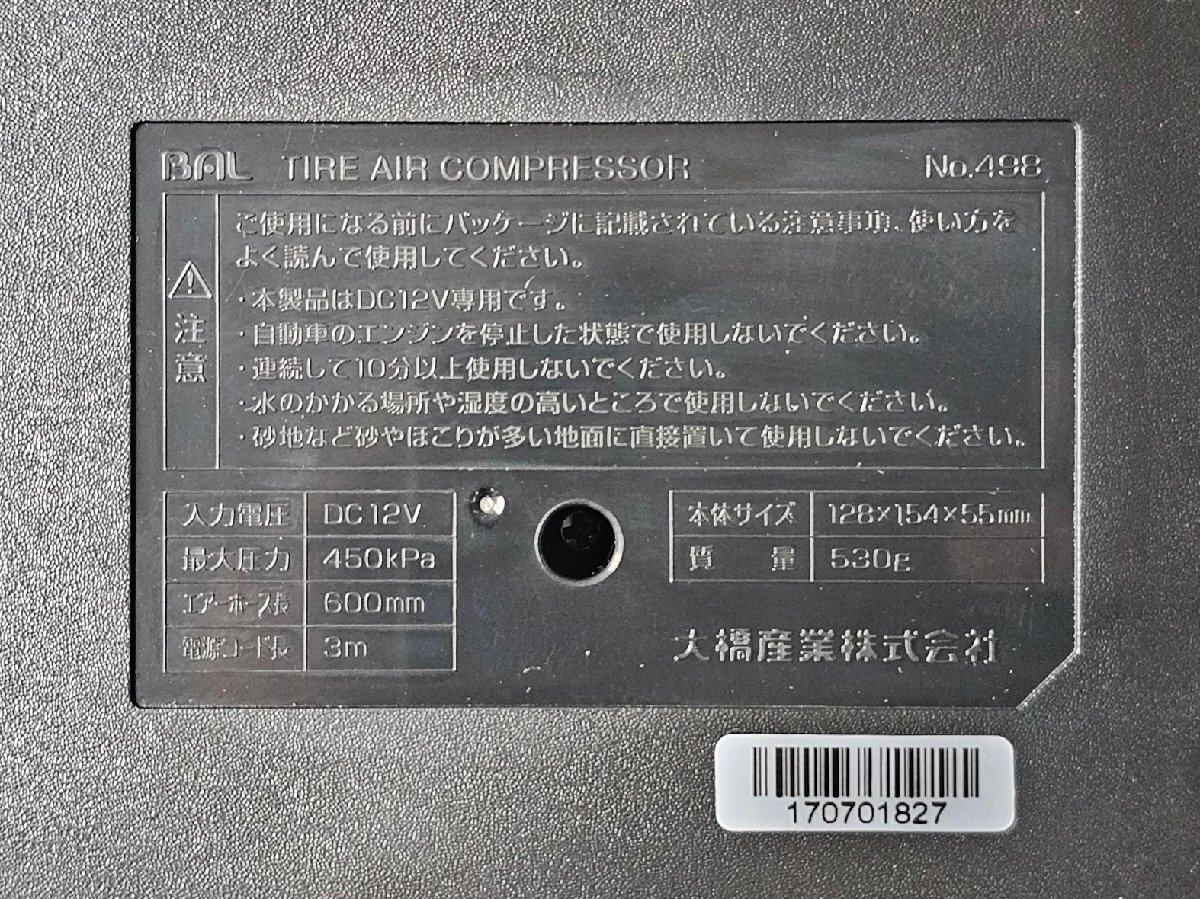 BAL TIRE AIR COMPRESSOR No.498
注意
ご使用になる前にパッケージに記載されている注意事項、使い方を
よく読んで使用してください。
・本製品はDC12V専用です。
・自動車のエンジンを停止した状態で使用しないでください。
・連続して10分以上使用しないでください。
・水のかかる場所や湿度の高いところで使用しないでください。
・砂地など砂やほこりが多い地面に直接置いて使用しないでください。
入力電圧 DC12V
最大圧力 450kPa
エアーホース長 600mm
電源コード長 3m
本体サイズ 128×154×55mm
質量 530g
大橋産業株式会社
170701827